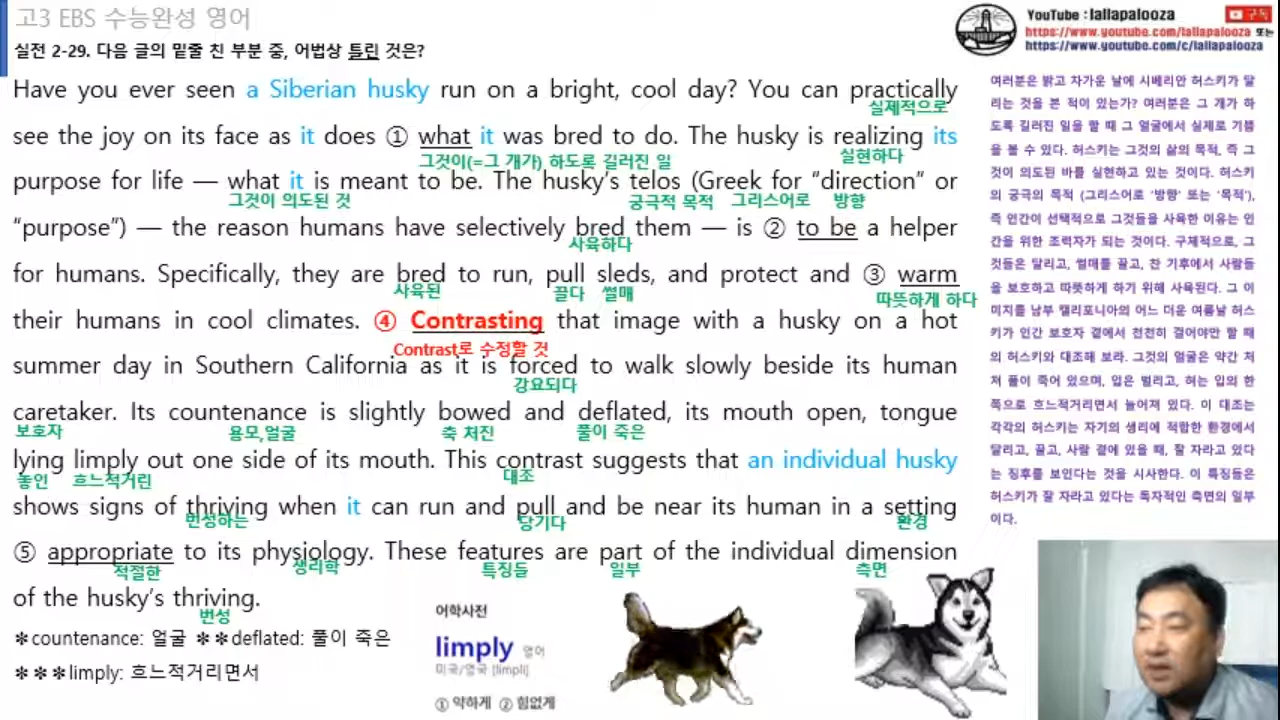 고3 EBS 수능완성 영어
YouTube : lallapalooza
구독
https://www.youtube.com/lallapalooza 또는
https://www.youtube.com/c/lallapalooza
실전 2-29. 다음 글의 밑줄 친 부분 중, 어법상 틀린 것은?
Have you ever seen a Siberian husky run on a bright, cool day? You can practically
실제적으로
see the joy on its face as it does ① what it was bred to do. The husky is realizing its
그것이(=그 개가) 하도록 길러진 일 실현하다
purpose for life — what it is meant to be. The husky's telos (Greek for “direction” or
그것이 의도된 것 궁극적 목적 그리스어로 방향
“purpose”) — the reason humans have selectively bred them — is ② to be a helper
사육하다
for humans. Specifically, they are bred to run, pull sleds, and protect and ③ warm
사육된 끌다 썰매 따뜻하게 하다
their humans in cool climates. ④ Contrasting that image with a husky on a hot
Contrast로 수정할 것
summer day in Southern California as it is forced to walk slowly beside its human
강요되다
caretaker. Its countenance is slightly bowed and deflated, its mouth open, tongue
보호자 용모,얼굴 축 처진 풀이 죽은
lying limply out one side of its mouth. This contrast suggests that an individual husky
놓인 흐느적거린 대조
shows signs of thriving when it can run and pull and be near its human in a setting
번성하는 당기다 환경
⑤ appropriate to its physiology. These features are part of the individual dimension
적절한 생리학 특징들 일부 측면
of the husky's thriving.
번성
＊countenance: 얼굴 ＊＊deflated: 풀이 죽은
＊＊＊limply: 흐느적거리면서
어학사전
limply 영어
미국/영국 [limpli]
① 약하게 ② 힘없게
여러분은 밝고 차가운 날에 시베리안 허스키가 달
리는 것을 본 적이 있는가? 여러분은 그 개가 하
도록 길러진 일을 할 때 그 얼굴에서 실제로 기쁨
을 볼 수 있다. 허스키는 그것의 삶의 목적, 즉 그
것이 의도된 바를 실현하고 있는 것이다. 허스키
의 궁극의 목적 (그리스어로 '방향' 또는 '목적'),
즉 인간이 선택적으로 그것들을 사육한 이유는 인
간을 위한 조력자가 되는 것이다. 구체적으로, 그
것들은 달리고, 썰매를 끌고, 찬 기후에서 사람들
을 보호하고 따뜻하게 하기 위해 사육된다. 그 이
미지를 남부 캘리포니아의 어느 더운 여름날 허스
키가 인간 보호자 곁에서 천천히 걸어야만 할 때
의 허스키와 대조해 보라. 그것의 얼굴은 약간 처
져 풀이 죽어 있으며, 입은 벌리고, 혀는 입의 한
쪽으로 흐느적거리면서 늘어져 있다. 이 대조는
각각의 허스키는 자기의 생리에 적합한 환경에서
달리고, 끌고, 사람 곁에 있을 때, 잘 자라고 있다
는 징후를 보인다는 것을 시사한다. 이 특징들은
허스키가 잘 자라고 있다는 독자적인 측면의 일부
이다.